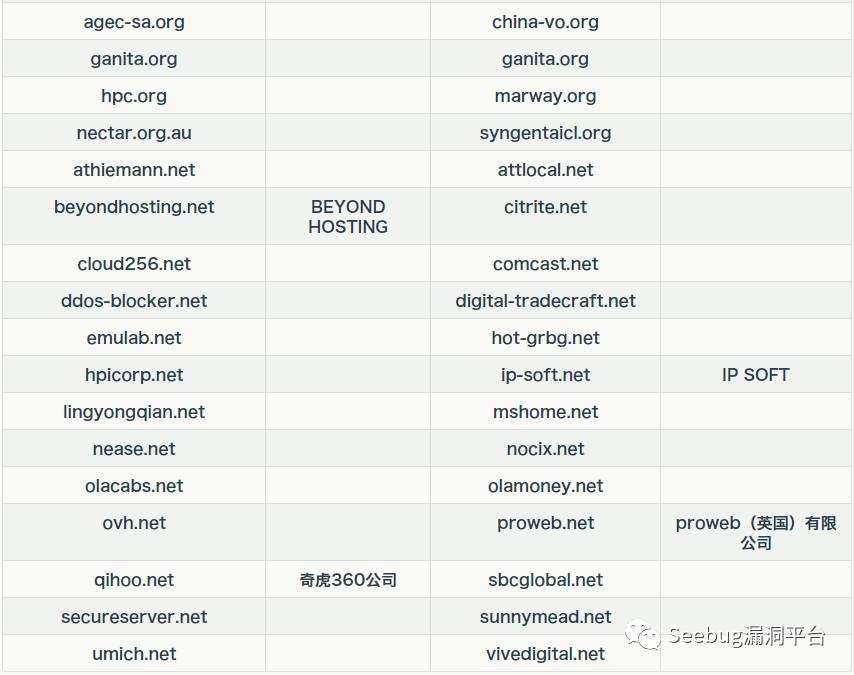 agec-sa.org china-vo.org
ganita.org ganita.org
hpc.org marway.org
nectar.org.au syngentaicl.org
athiemann.net attlocal.net
beyondhosting.net BEYOND citrite.net
HOSTING
cloud256.net comcast.net
ddos-blocker.net digital-tradecraft.net
emulab.net hot-grbg.net
hpicorp.net ip-soft.net IP SOFT
lingyongqian.net mshome.net
nease.net nocix.net
olacabs.net olamoney.net
ovh.net proweb.net proweb（英国）有限
公司
qihoo.net 奇虎360公司 sbcglobal.net
secureserver.net sunnymead.net
Seebug漏洞平台
umich.net vivedigital.net